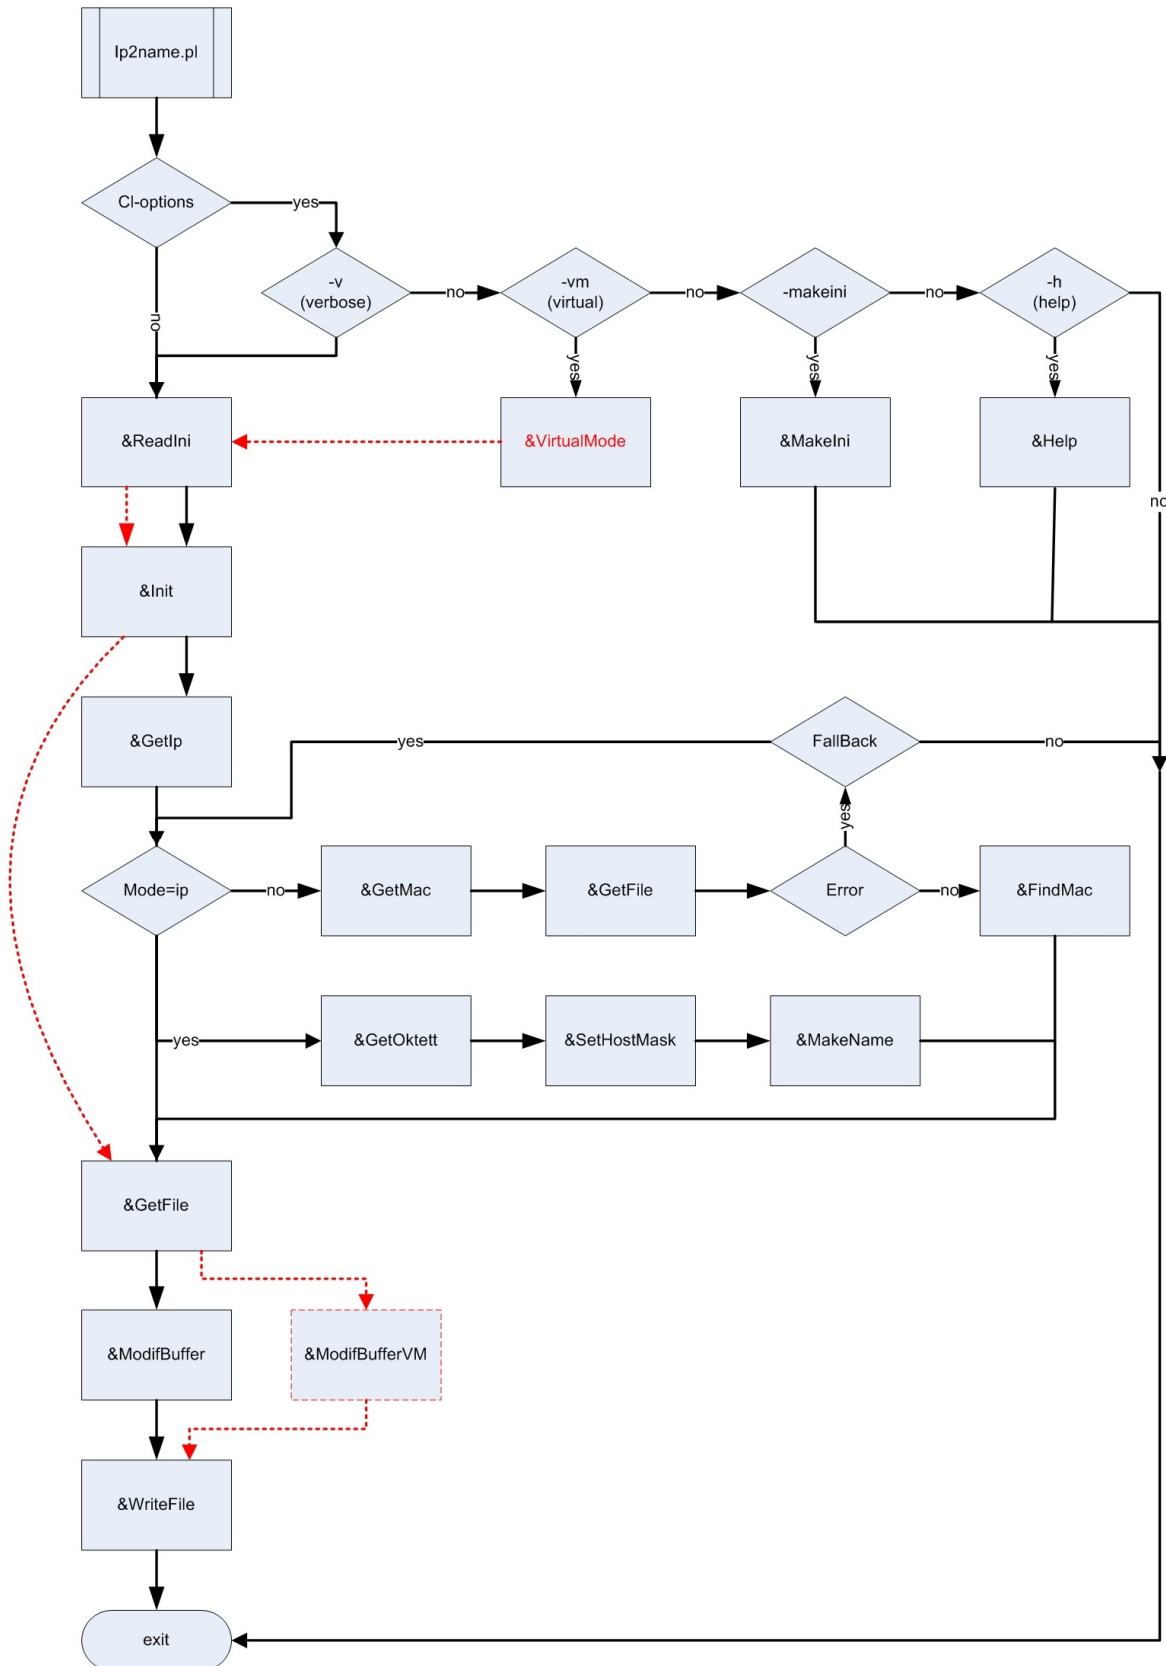 Ip2name.pl
Cl-options
yes
no
-v
(verbose)
no
-vm
(virtual)
no
-makeini
no
-h
(help)
yes
yes
yes
&ReadIni
&VirtualMode
&MakeIni
&Help
no
&Init
&GetIp
yes
FallBack
no
yes
Mode=ip
no
&GetMac
&GetFile
Error
no
&FindMac
yes
&GetOktett
&SetHostMask
&MakeName
&GetFile
&ModifBuffer
&ModifBufferVM
&WriteFile
exit